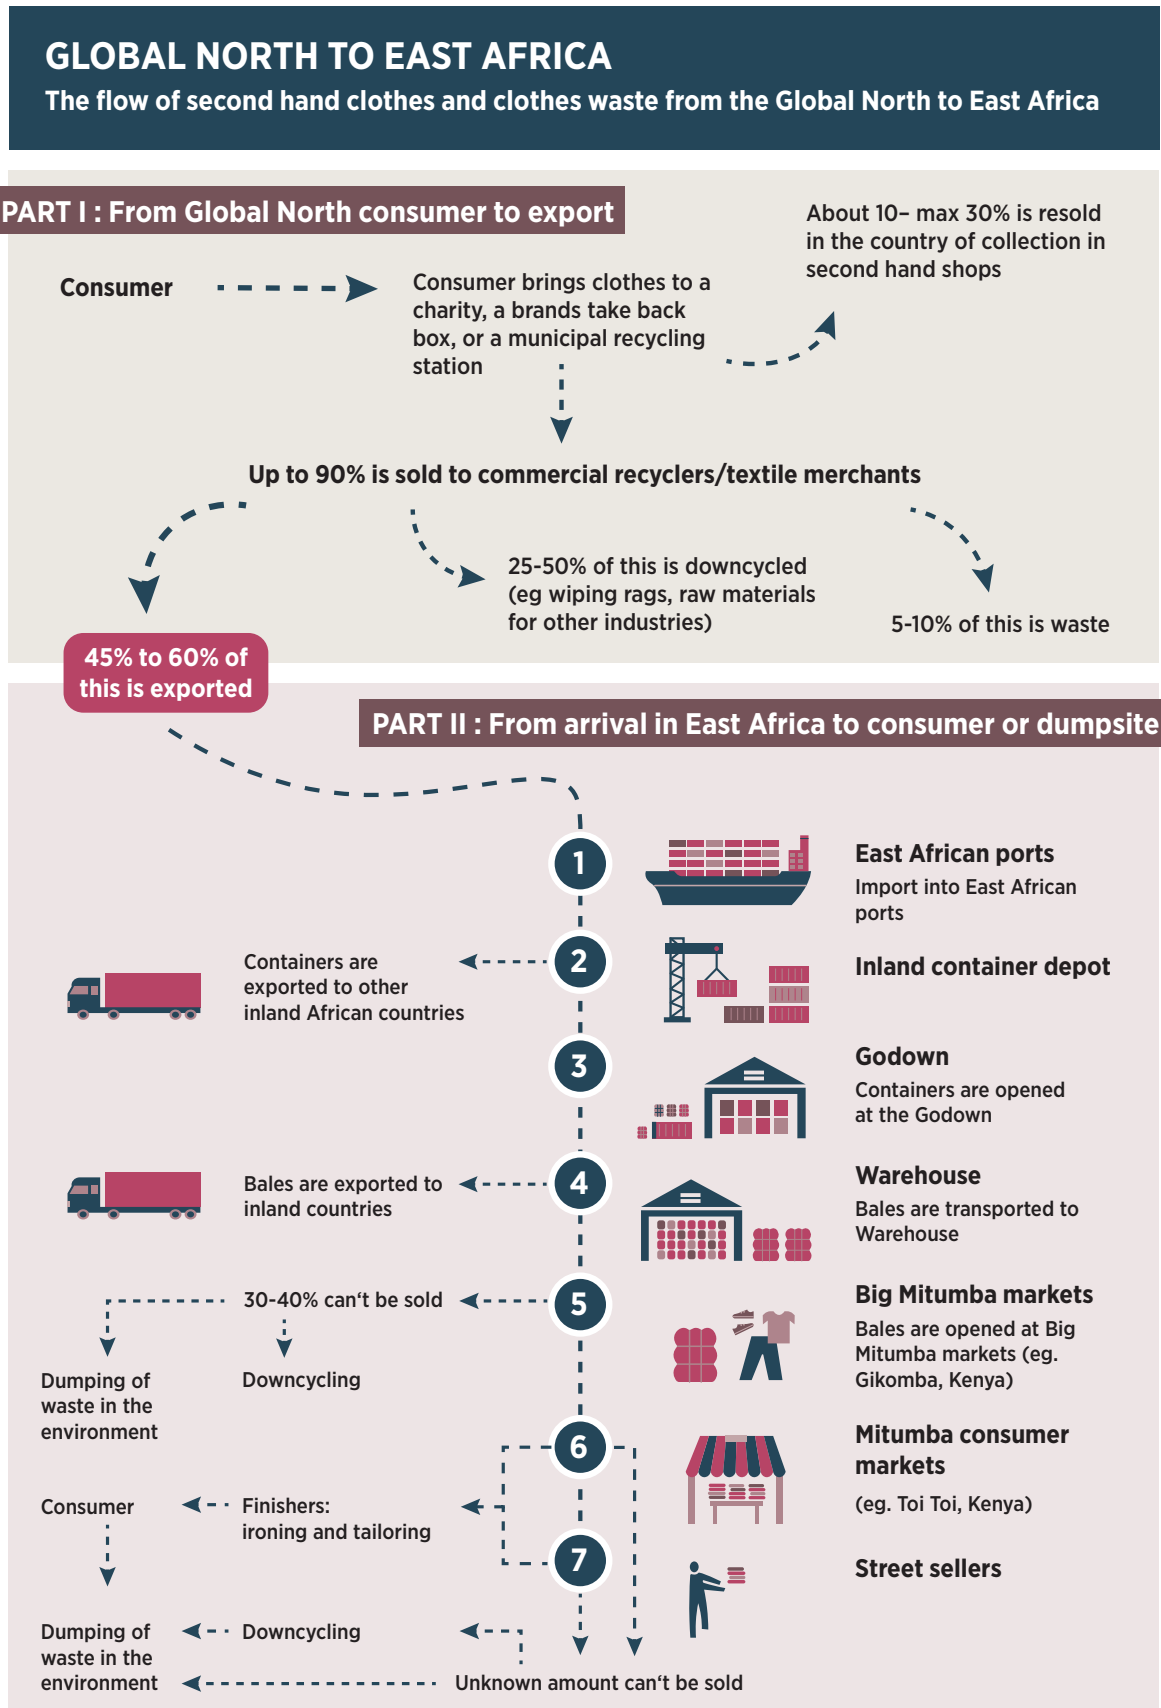 GLOBAL NORTH TO EAST AFRICA
The flow of second hand clothes and clothes waste from the Global North to East Africa
PART I : From Global North consumer to export
About 10– max 30% is resold
in the country of collection in
second hand shops
Consumer
Consumer brings clothes to a
charity, a brands take back
box, or a municipal recycling
station
Up to 90% is sold to commercial recyclers/textile merchants
25-50% of this is downcycled
(eg wiping rags, raw materials
for other industries)
5-10% of this is waste
45% to 60% of
this is exported
PART II : From arrival in East Africa to consumer or dumpsite
1
East African ports
Import into East African
ports
2
Containers are
exported to other
inland African countries
Inland container depot
3
Godown
Containers are opened
at the Godown
4
Bales are exported to
inland countries
Warehouse
Bales are transported to
Warehouse
5
30-40% can‘t be sold
Dumping of
waste in the
environment
Downcycling
Big Mitumba markets
Bales are opened at Big
Mitumba markets (eg.
Gikomba, Kenya)
6
Mitumba consumer
markets
(eg. Toi Toi, Kenya)
Consumer
Finishers:
ironing and tailoring
7
Street sellers
Dumping of
waste in the
environment
Downcycling
Unknown amount can‘t be sold